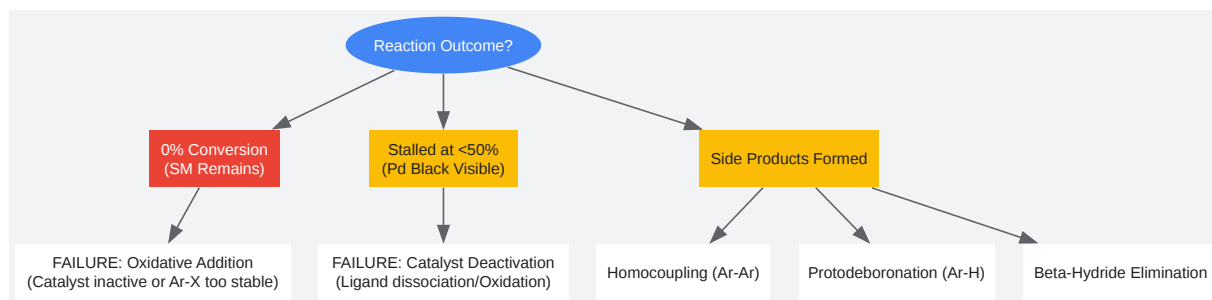 Reaction Outcome?
0% Conversion
(SM Remains)
Stalled at <50%
(Pd Black Visible)
Side Products Formed
FAILURE: Oxidative Addition
(Catalyst inactive or Ar-X too stable)
FAILURE: Catalyst Deactivation
(Ligand dissociation/Oxidation)
Homocoupling (Ar-Ar)
Protodeboronation (Ar-H)
Beta-Hydride Elimination